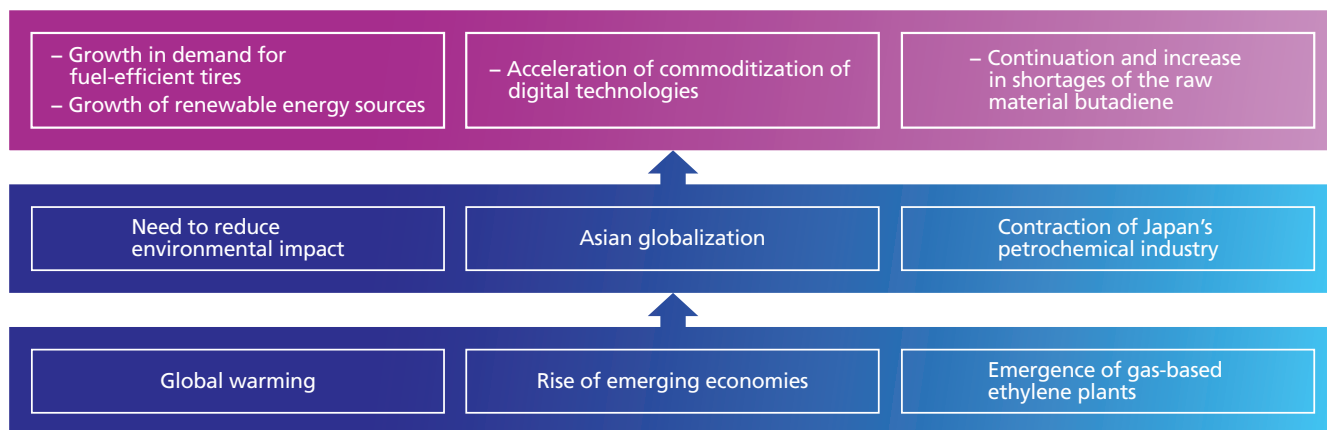 – Growth in demand for
fuel-efficient tires
– Growth of renewable energy sources
– Acceleration of commoditization of
digital technologies
– Continuation and increase
in shortages of the raw
material butadiene
Need to reduce
environmental impact
Asian globalization
Contraction of Japan’s
petrochemical industry
Global warming
Rise of emerging economies
Emergence of gas-based
ethylene plants